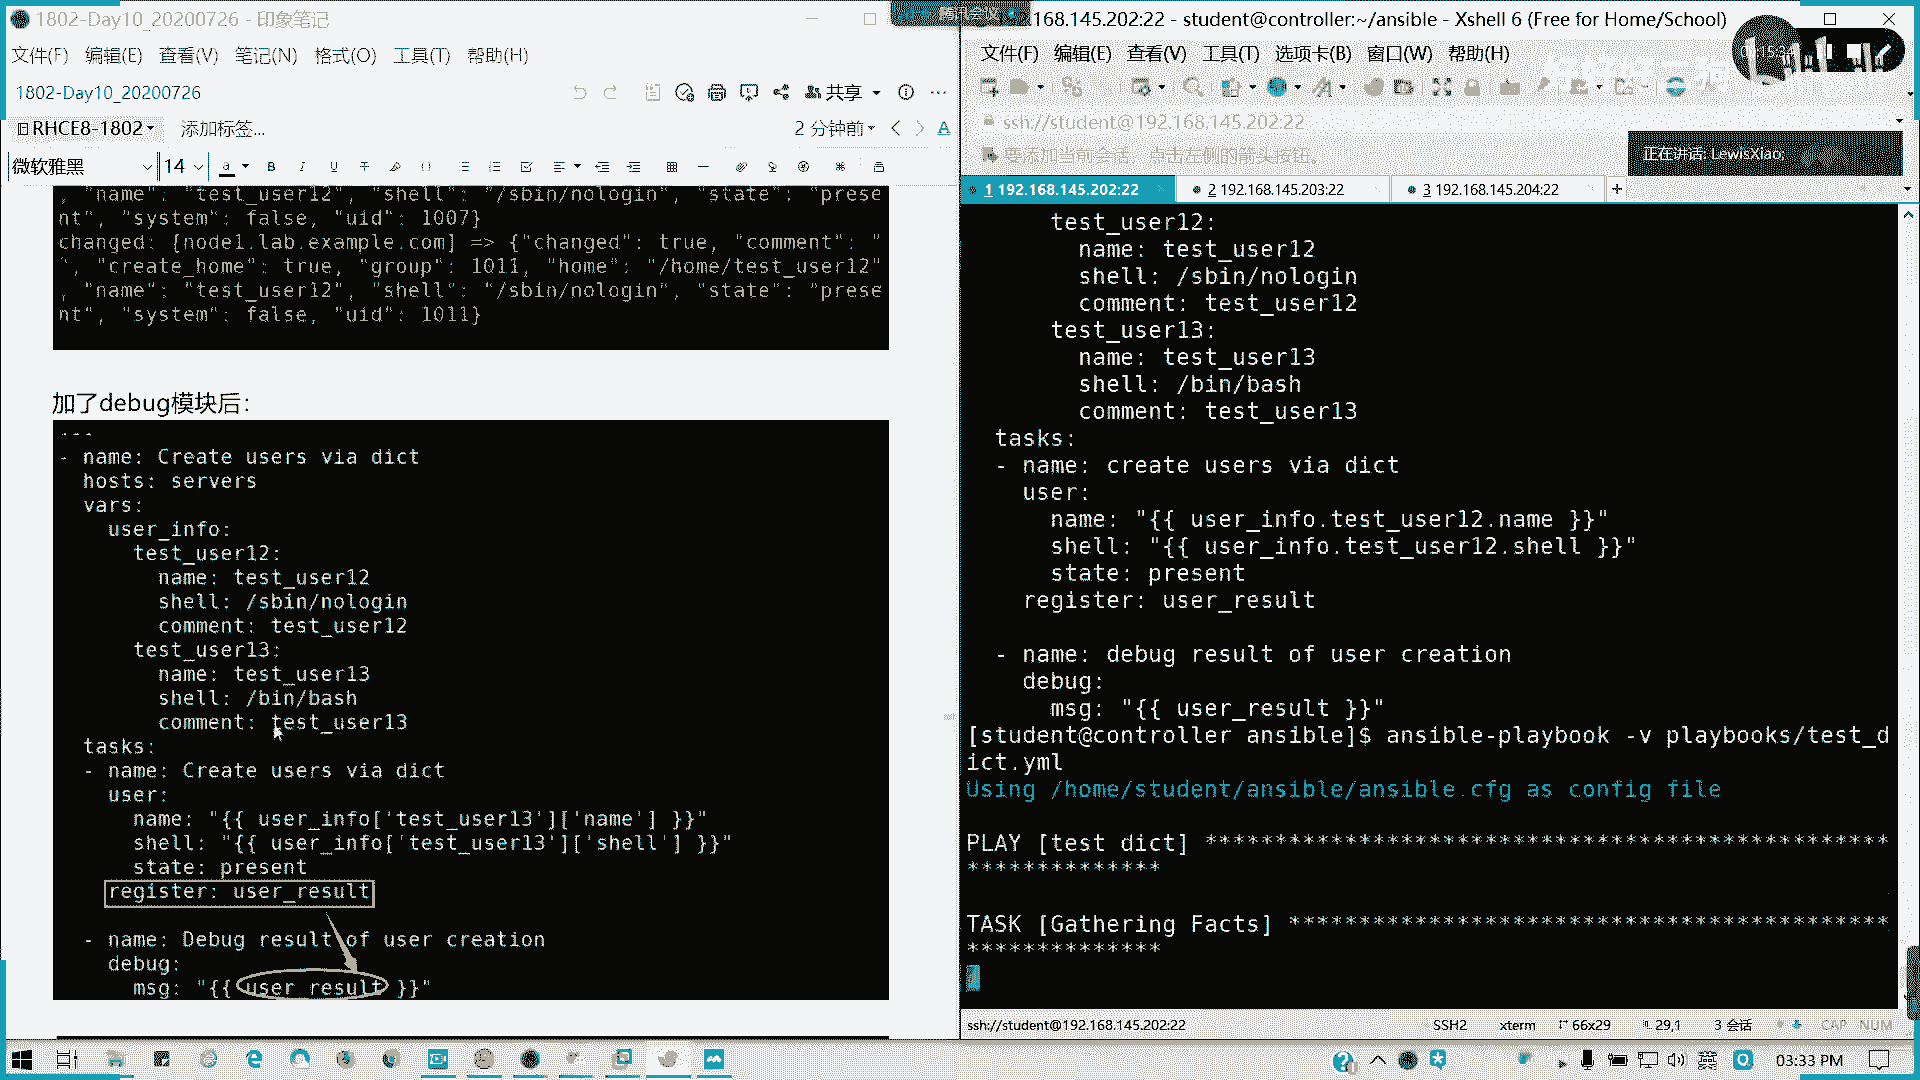 1802-Day10_20200726 - 印象笔记
文件(F) 编辑(E) 查看(V) 笔记(N) 格式(O) 工具(T) 帮助(H)
1802-Day10_20200726
共享
RHCE8-1802
添加标签...
2 分钟前
微软雅黑
14
, "name": "test_user12", "shell": "/sbin/nologin", "state": "prese
nt", "system": false, "uid": 1007}
changed: [node1.lab.example.com] => {"changed": true, "comment": "
", "create_home": true, "group": 1011, "home": "/home/test_user12"
, "name": "test_user12", "shell": "/sbin/nologin", "state": "prese
nt", "system": false, "uid": 1011}
加了debug模块后:
---
- name: Create users via dict
hosts: servers
vars:
user_info:
test_user12:
name: test_user12
shell: /sbin/nologin
comment: test_user12
test_user13:
name: test_user13
shell: /bin/bash
comment: test_user13
tasks:
- name: Create users via dict
user:
name: "{{ user_info['test_user13']['name'] }}"
shell: "{{ user_info['test_user13']['shell'] }}"
state: present
register: user_result
- name: Debug result of user creation
debug:
msg: "{{ user_result }}"
腾讯会议
.168.145.202:22 - student@controller:~/ansible - Xshell 6 (Free for Home/School)
文件(F) 编辑(E) 查看(V) 工具(T) 选项卡(B) 窗口(W) 帮助(H)
ssh://student@192.168.145.202:22
要添加当前会话，点击左侧的箭头按钮。
正在讲话: LewisXiao;
1 192.168.145.202:22
2 192.168.145.203:22
3 192.168.145.204:22
test_user12:
name: test_user12
shell: /sbin/nologin
comment: test_user12
test_user13:
name: test_user13
shell: /bin/bash
comment: test_user13
tasks:
- name: create users via dict
user:
name: "{{ user_info.test_user12.name }}"
shell: "{{ user_info.test_user12.shell }}"
state: present
register: user_result
- name: debug result of user creation
debug:
msg: "{{ user_result }}"
[student@controller ansible]$ ansible-playbook -v playbooks/test_d
ict.yml
Using /home/student/ansible/ansible.cfg as config file
PLAY [test dict] *************************************************
**************
TASK [Gathering Facts] *******************************************
**************
ssh://student@192.168.145.202:22
SSH2
xterm
66x29
29,1
3 会话
CAP NUM
英
03:33 PM